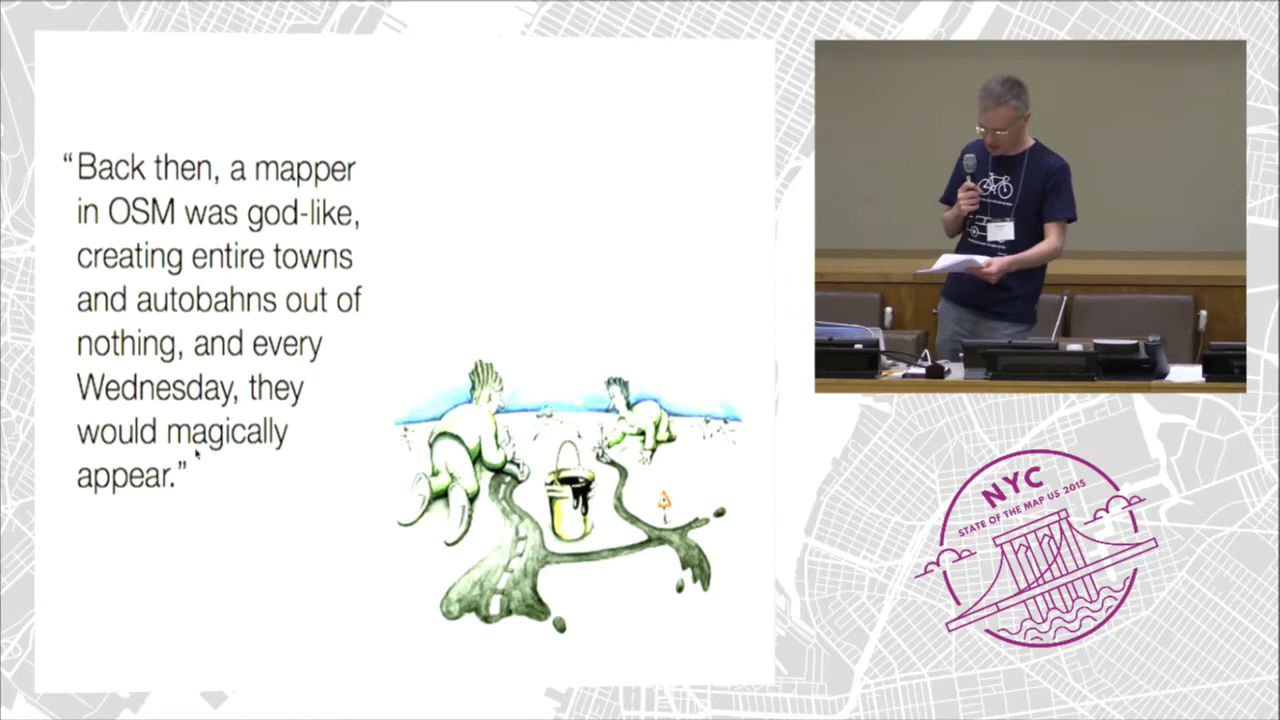 “Back then, a mapper
in OSM was god-like,
creating entire towns
and autobahns out of
nothing, and every
Wednesday, they
would magically
appear.”
NYC
STATE OF THE MAP US 2015